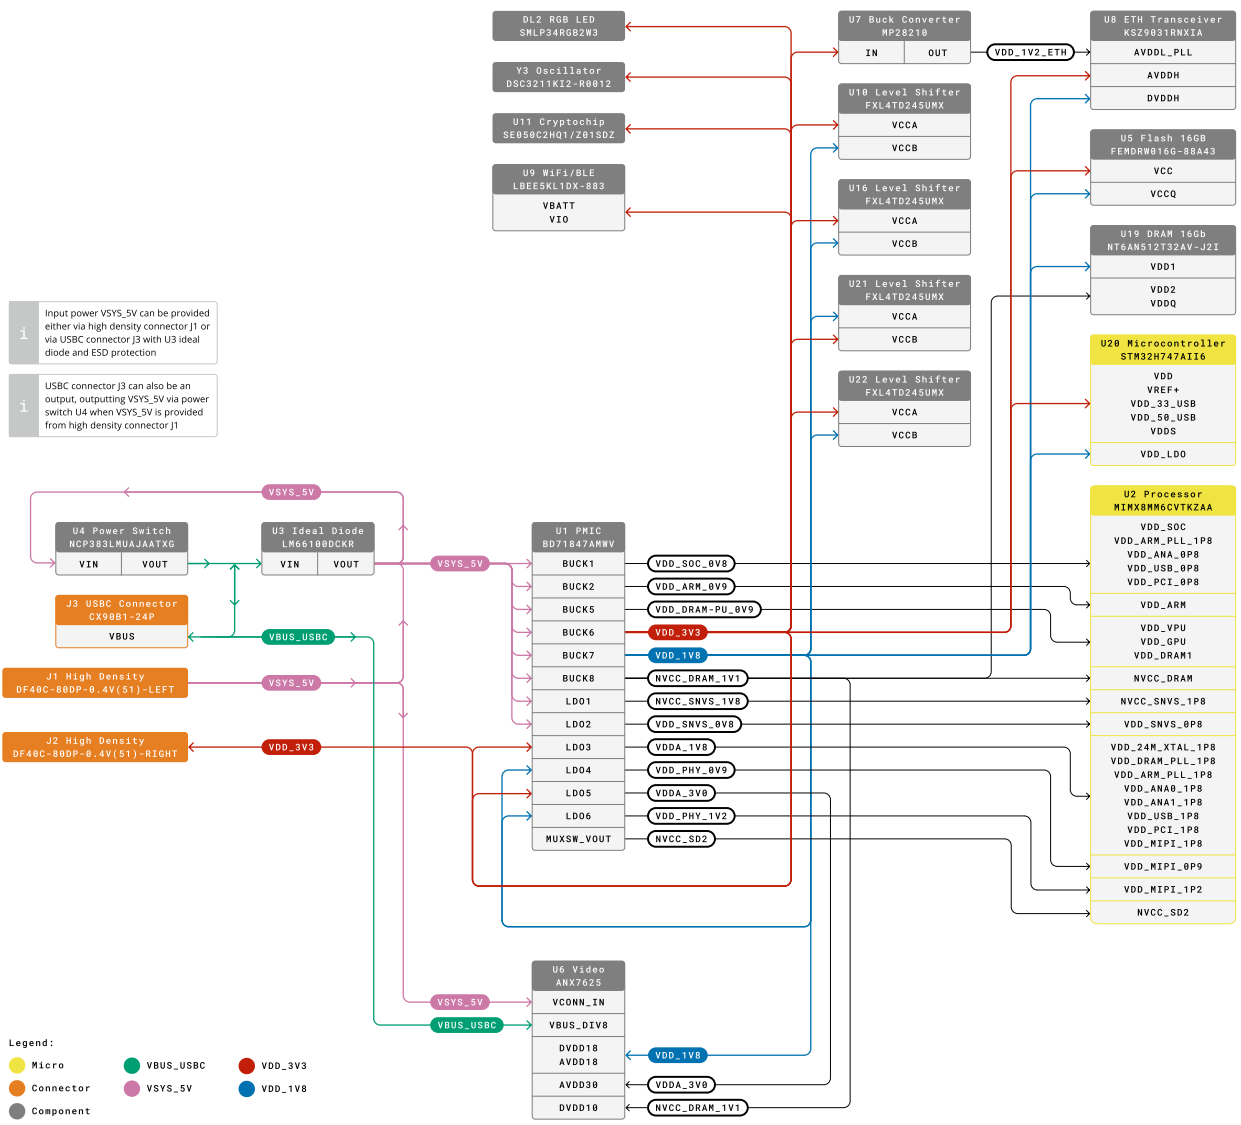 DL2 RGB LED
SMLP34RGB2W3
Y3 Oscillator
DSC3211KI2-R0012
U11 Cryptochip
SE050C2HQ1/Z01SDZ
U9 WiFi/BLE
LBEE5KL1DX-883
VBATT
VIO
U7 Buck Converter
MP28210
IN OUT
VDD_1V2_ETH
U10 Level Shifter
FXL4TD245UMX
VCCA
VCCB
U16 Level Shifter
FXL4TD245UMX
VCCA
VCCB
U21 Level Shifter
FXL4TD245UMX
VCCA
VCCB
U22 Level Shifter
FXL4TD245UMX
VCCA
VCCB
U8 ETH Transceiver
KSZ9031RNXIA
AVDDL_PLL
AVDDH
DVDDH
U5 Flash 16GB
FEMDRW016G-88A43
VCC
VCCQ
U19 DRAM 16Gb
NT6AN512T32AV-J2I
VDD1
VDD2
VDDQ
U20 Microcontroller
STM32H747AII6
VDD
VREF+
VDD_33_USB
VDD_50_USB
VDDS
VDD_LDO
i
Input power VSYS_5V can be provided
either via high density connector J1 or
via USBC connector J3 with U3 ideal
diode and ESD protection
i
USBC connector J3 can also be an
output, outputting VSYS_5V via power
switch U4 when VSYS_5V is provided
from high density connector J1
VSYS_5V
U4 Power Switch
NCP383LMUAJAATXG
VIN VOUT
U3 Ideal Diode
LM66100DCKR
VIN VOUT
VSYS_5V
J3 USBC Connector
CX90B1-24P
VBUS
VBUS_USBC
J1 High Density
DF40C-80DP-0.4V(51)-LEFT
VSYS_5V
J2 High Density
DF40C-80DP-0.4V(51)-RIGHT
VDD_3V3
U1 PMIC
BD71847AMWV
BUCK1
BUCK2
BUCK5
BUCK6
BUCK7
BUCK8
LDO1
LDO2
LDO3
LDO4
LDO5
LDO6
MUXSW_VOUT
VDD_SOC_0V8
VDD_ARM_0V9
VDD_DRAM-PU_0V9
VDD_3V3
VDD_1V8
NVCC_DRAM_1V1
NVCC_SNVS_1V8
VDD_SNVS_0V8
VDDA_1V8
VDD_PHY_0V9
VDDA_3V0
VDD_PHY_1V2
NVCC_SD2
U2 Processor
MIMX8MM6CVTKZAA
VDD_SOC
VDD_ARM_PLL_1P8
VDD_ANA_0P8
VDD_USB_0P8
VDD_PCI_0P8
VDD_ARM
VDD_VPU
VDD_GPU
VDD_DRAM1
NVCC_DRAM
NVCC_SNVS_1P8
VDD_SNVS_0P8
VDD_24M_XTAL_1P8
VDD_DRAM_PLL_1P8
VDD_ARM_PLL_1P8
VDD_ANA0_1P8
VDD_ANA1_1P8
VDD_USB_1P8
VDD_PCI_1P8
VDD_MIPI_1P8
VDD_MIPI_0P9
VDD_MIPI_1P2
NVCC_SD2
U6 Video
ANX7625
VSYS_5V
VCONN_IN
VBUS_USBC
VBUS_DIV8
DVDD18
AVDD18
VDD_1V8
AVDD30
VDDA_3V0
DVDD10
NVCC_DRAM_1V1
Legend:
Micro
Connector
Component
VBUS_USBC
VSYS_5V
VDD_3V3
VDD_1V8